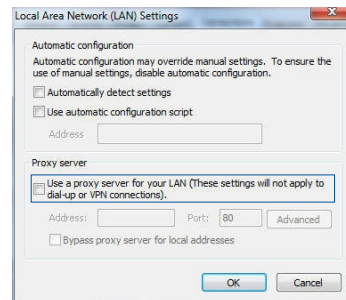 Local Area Network (LAN) Settings
Automatic configuration
Automatic configuration may override manual settings. To ensure the
use of manual settings, disable automatic configuration.
Automatically detect settings
Use automatic configuration script
Address
Proxy server
Use a proxy server for your LAN (These settings will not apply to
dial-up or VPN connections).
Address: Port: 80 Advanced
Bypass proxy server for local addresses
OK Cancel